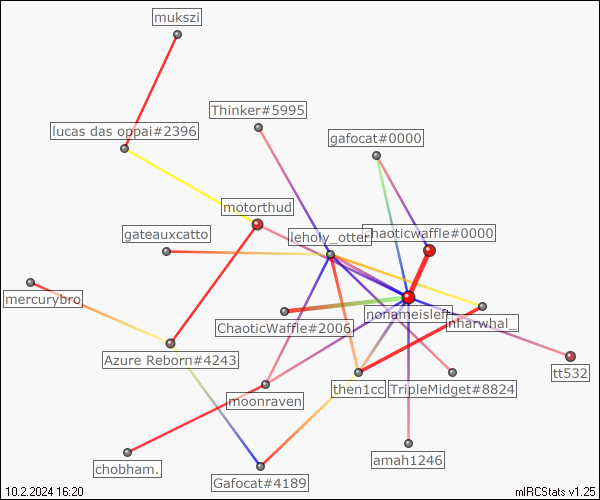 mukszi
Thinker#5995
lucas das oppai#2396
gafocat#0000
motorthud
gateauxcatto
leholy_otter
chaoticwaffle#0000
mercurybro
nonameisleft
nharwhal_
ChaoticWaffle#2006
Azure Reborn#4243
tt532
then1cc
TripleMidget#8824
moonraven
amah1246
chobham.
Gafocat#4189
10.2.2024 16:20
mIRCStats v1.25